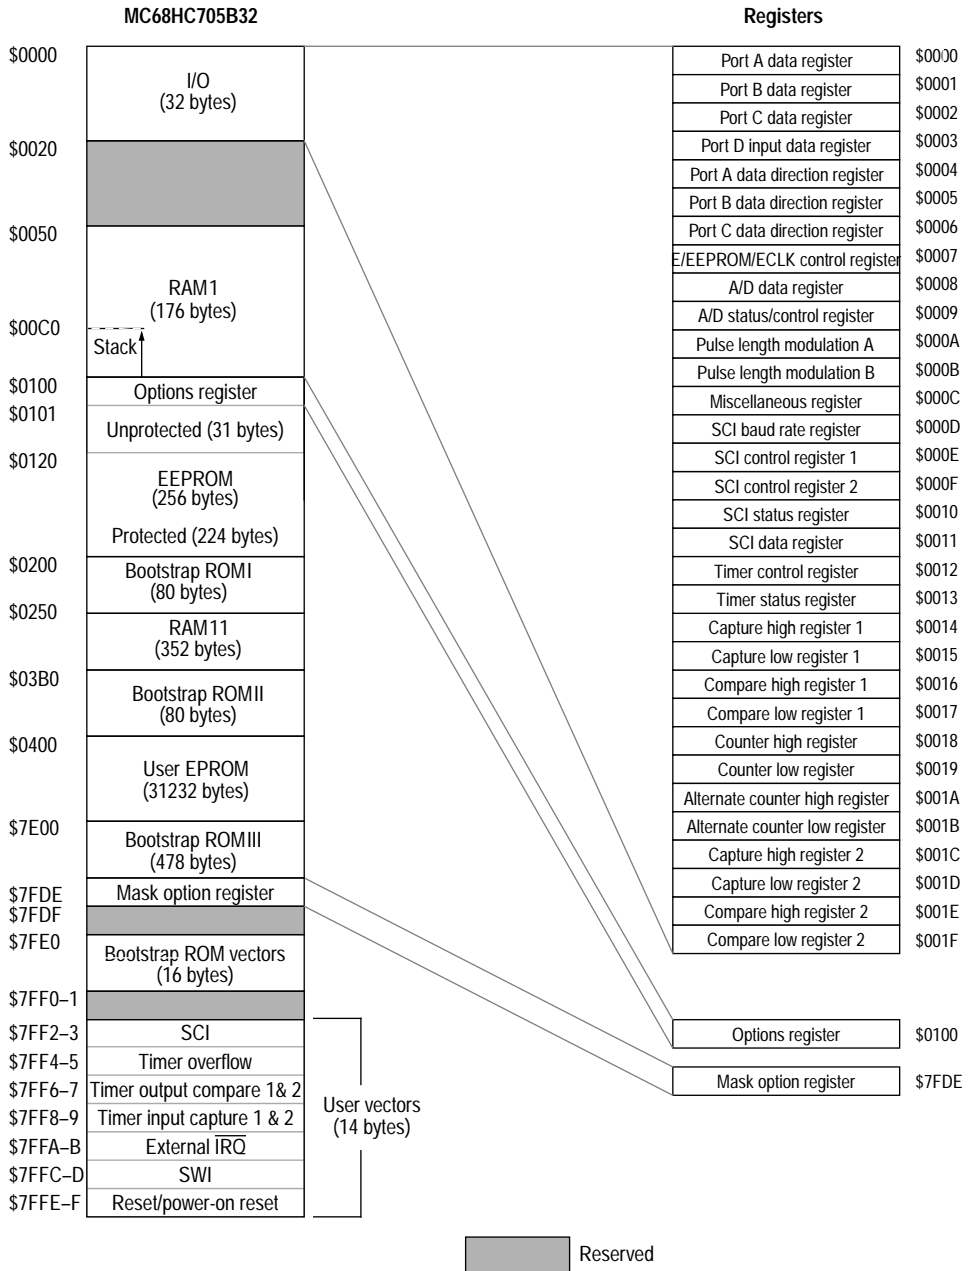 MC68HC705B32
$0000
I/O
(32 bytes)
$0020
$0050
RAM1
(176 bytes)
$00C0
Stack
$0100
Options register
$0101
Unprotected (31 bytes)
$0120
EEPROM
(256 bytes)
Protected (224 bytes)
$0200
Bootstrap ROMI
(80 bytes)
$0250
RAM11
(352 bytes)
$03B0
Bootstrap ROMII
(80 bytes)
$0400
User EPROM
(31232 bytes)
$7E00
Bootstrap ROMIII
(478 bytes)
$7FDE
Mask option register
$7FDF
$7FE0
Bootstrap ROM vectors
(16 bytes)
$7FF0–1
$7FF2–3 SCI
$7FF4–5 Timer overflow
$7FF6–7 Timer output compare 1& 2
$7FF8–9 Timer input capture 1 & 2
$7FFA–B External IRQ
$7FFC–D SWI
$7FFE–F Reset/power-on reset
User vectors
(14 bytes)
Registers
Port A data register $0000
Port B data register $0001
Port C data register $0002
Port D input data register $0003
Port A data direction register $0004
Port B data direction register $0005
Port C data direction register $0006
E/EEPROM/ECLK control register $0007
A/D data register $0008
A/D status/control register $0009
Pulse length modulation A $000A
Pulse length modulation B $000B
Miscellaneous register $000C
SCI baud rate register $000D
SCI control register 1 $000E
SCI control register 2 $000F
SCI status register $0010
SCI data register $0011
Timer control register $0012
Timer status register $0013
Capture high register 1 $0014
Capture low register 1 $0015
Compare high register 1 $0016
Compare low register 1 $0017
Counter high register $0018
Counter low register $0019
Alternate counter high register $001A
Alternate counter low register $001B
Capture high register 2 $001C
Capture low register 2 $001D
Compare high register 2 $001E
Compare low register 2 $001F
Options register $0100
Mask option register $7FDE
Reserved